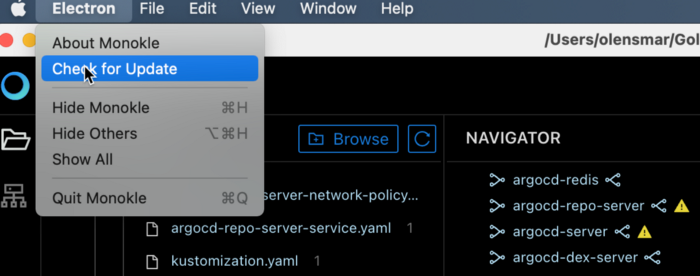 Electron File Edit View Window Help
About Monokle
/Users/olensmar/Gol
Check for Update
Hide Monokle ⌘H
Hide Others ⌥⌘H
Show All
Quit Monokle ⌘Q
Browse
server-network-policy...
argocd-repo-server-service.yaml 1
kustomization.yaml 1
NAVIGATOR
argocd-redis
argocd-repo-server
argocd-server
argocd-dex-server